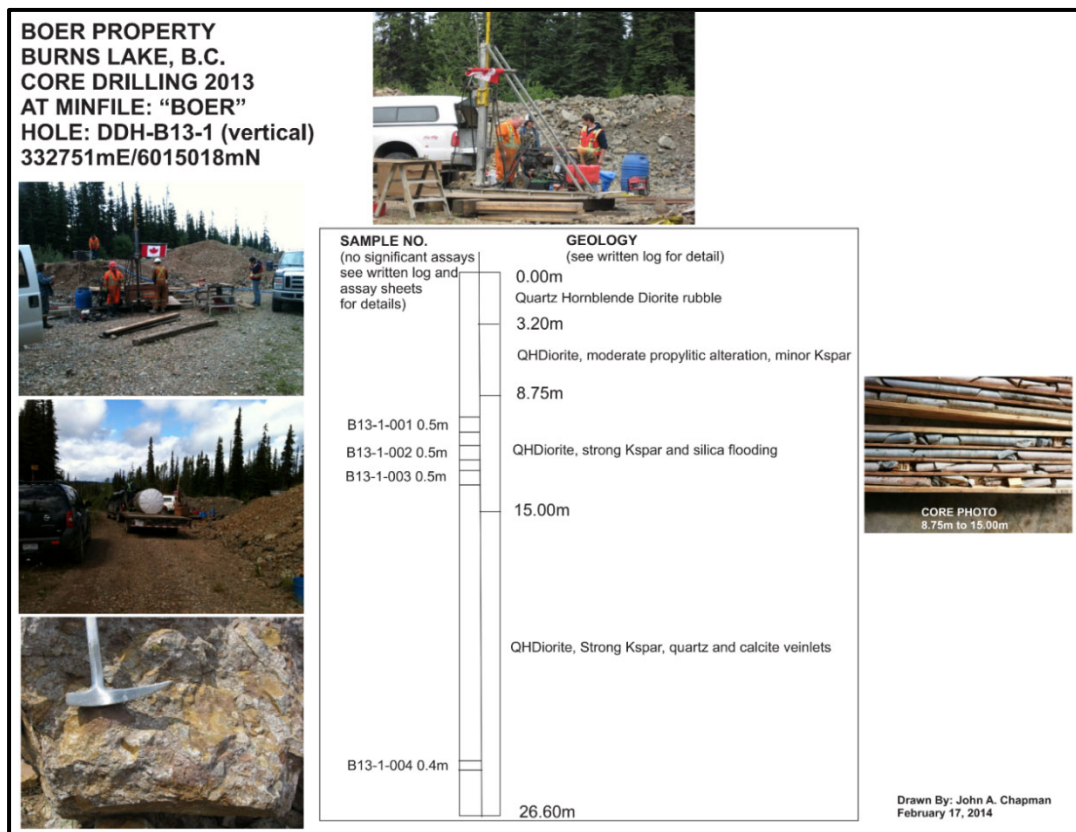 BOER PROPERTY
BURNS LAKE, B.C.
CORE DRILLING 2013
AT MINFILE: “BOER”
HOLE: DDH-B13-1 (vertical)
332751mE/6015018mN
SAMPLE NO.
(no significant assays
see written log and
assay sheets
for details)
GEOLOGY
(see written log for detail)
0.00m
Quartz Hornblende Diorite rubble
3.20m
QHDiorite, moderate propylitic alteration, minor Kspar
8.75m
B13-1-001 0.5m
B13-1-002 0.5m
QHDiorite, strong Kspar and silica flooding
B13-1-003 0.5m
15.00m
CORE PHOTO
8.75m to 15.00m
QHDiorite, Strong Kspar, quartz and calcite veinlets
B13-1-004 0.4m
26.60m
Drawn By: John A. Chapman
February 17, 2014